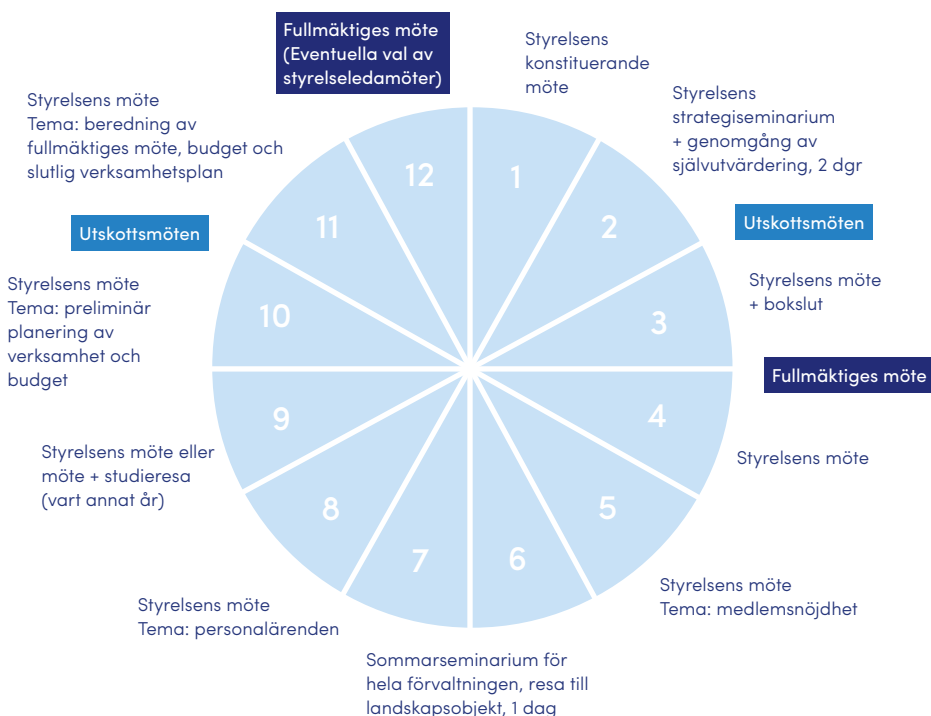 Fullmäktiges möte
(Eventuella val av
styrelseledamöter)
Styrelsens
konstituerande
möte
Styrelsens
strategiseminarium
+ genomgång av
självutvärdering, 2 dgr
Utskottsmöten
Styrelsens möte
+ bokslut
Fullmäktiges möte
Styrelsens möte
Styrelsens möte
Tema: medlemsnöjdhet
Sommarseminarium för
hela förvaltningen, resa till
landskapsobjekt, 1 dag
Styrelsens möte
Tema: personalärenden
Styrelsens möte eller
möte + studieresa
(vart annat år)
Styrelsens möte
Tema: preliminär
planering av
verksamhet och
budget
Utskottsmöten
Styrelsens möte
Tema: beredning av
fullmäktiges möte, budget och
slutlig verksamhetsplan
1
2
3
4
5
6
7
8
9
10
11
12